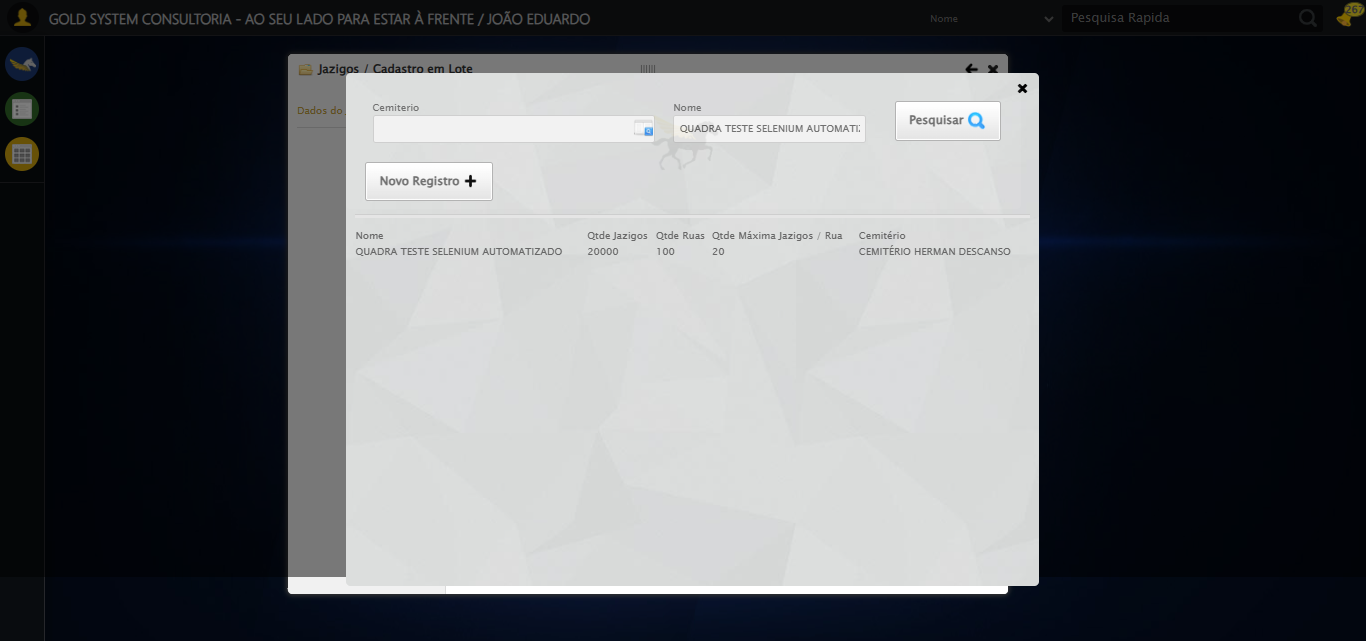 GOLD SYSTEM CONSULTORIA - AO SEU LADO PARA ESTAR À FRENTE / JOÃO EDUARDO
Nome
Pesquisa Rapida
267
Jazigos / Cadastro em Lote
Dados do
Cemiterio
Nome
QUADRA TESTE SELENIUM AUTOMATI
Pesquisar
Novo Registro
Nome Qtde Jazigos Qtde Ruas Qtde Máxima Jazigos / Rua Cemitério
QUADRA TESTE SELENIUM AUTOMATIZADO 20000 100 20 CEMITÉRIO HERMAN DESCANSO